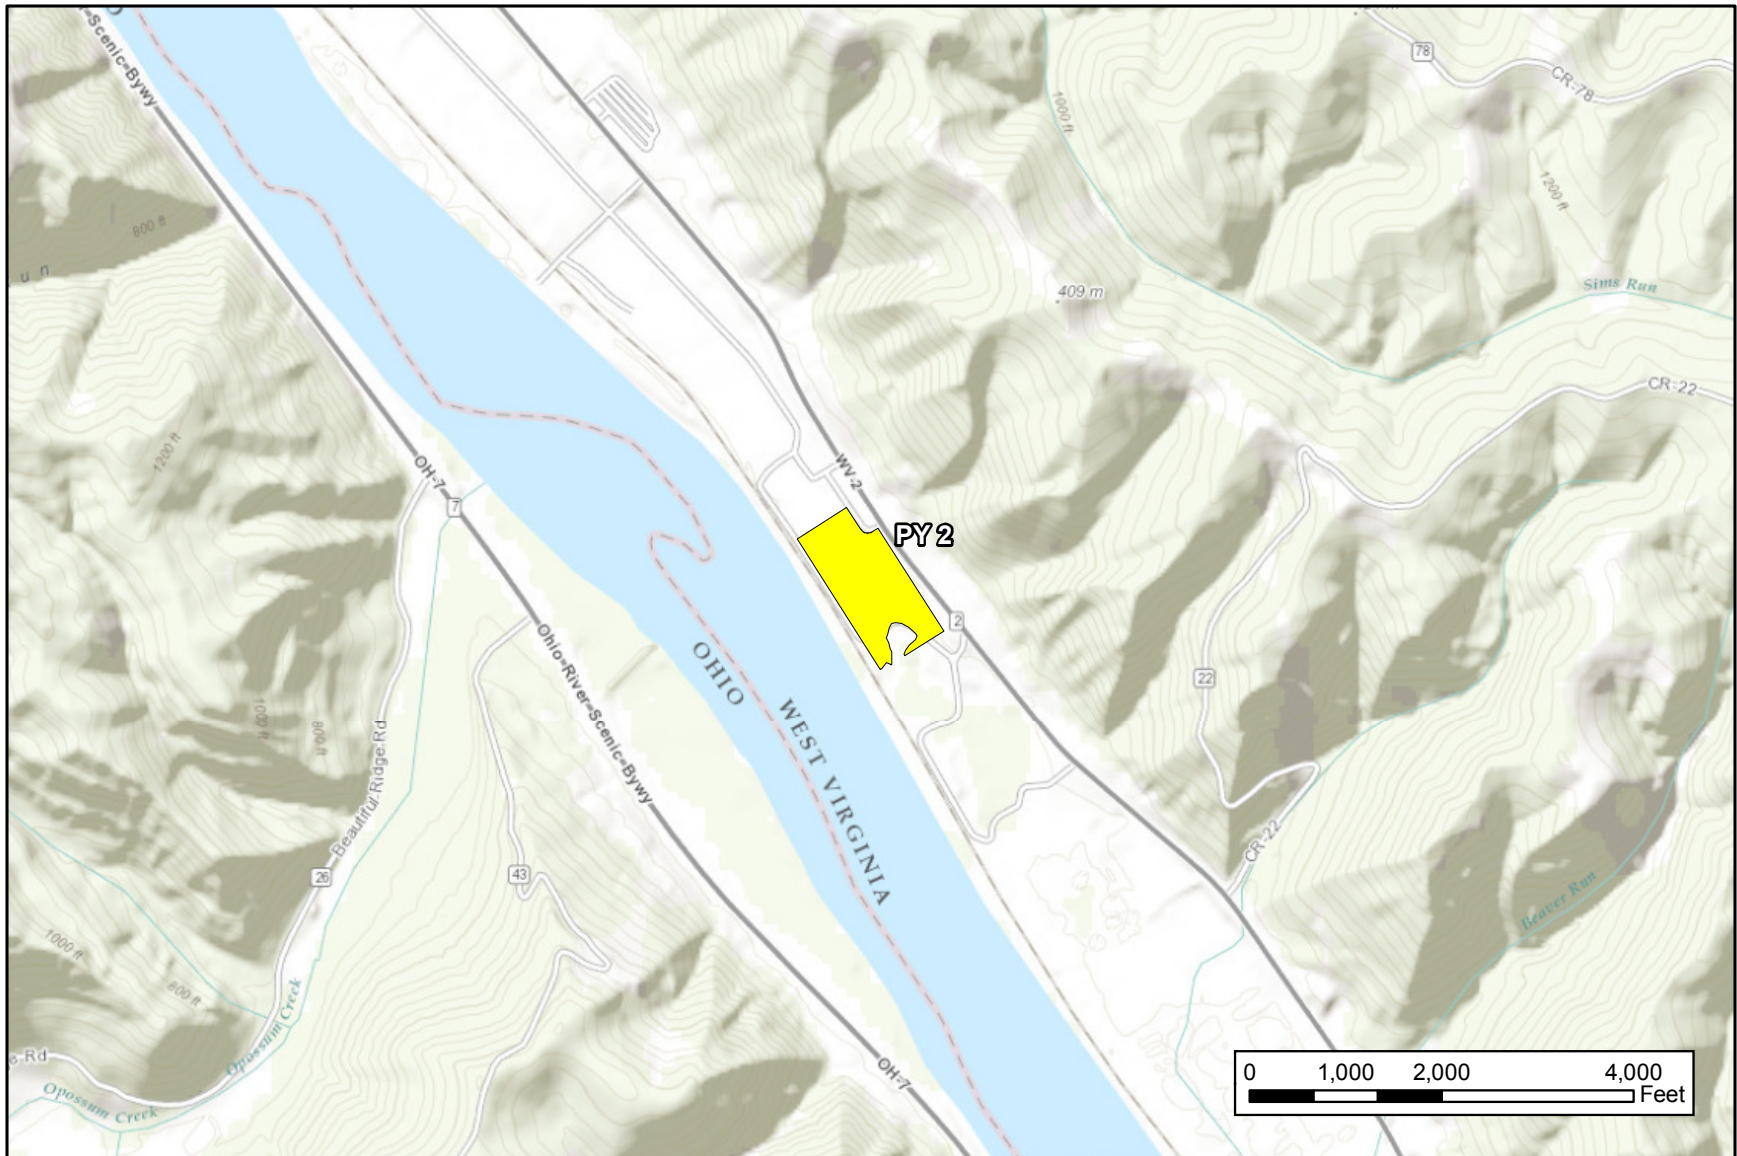 Scenic=Bywy
78
CR=78
1000 ft
800 ft
un
1200 ft
409 m
Sims Run
CR=22
1200 ft
OH=7
7
WV=2
PY 2
2
Ohio=River=Scenic=Bywy
OHIO
WEST VIRGINIA
22
1000 ft
800 ft
Beautiful Ridge Rd
26
43
CR=22
Beaver Run
1000 ft
800 ft
Opossum Creek
e Rd
Opossum Creek
OH=7
0 1,000 2,000 4,000
Feet